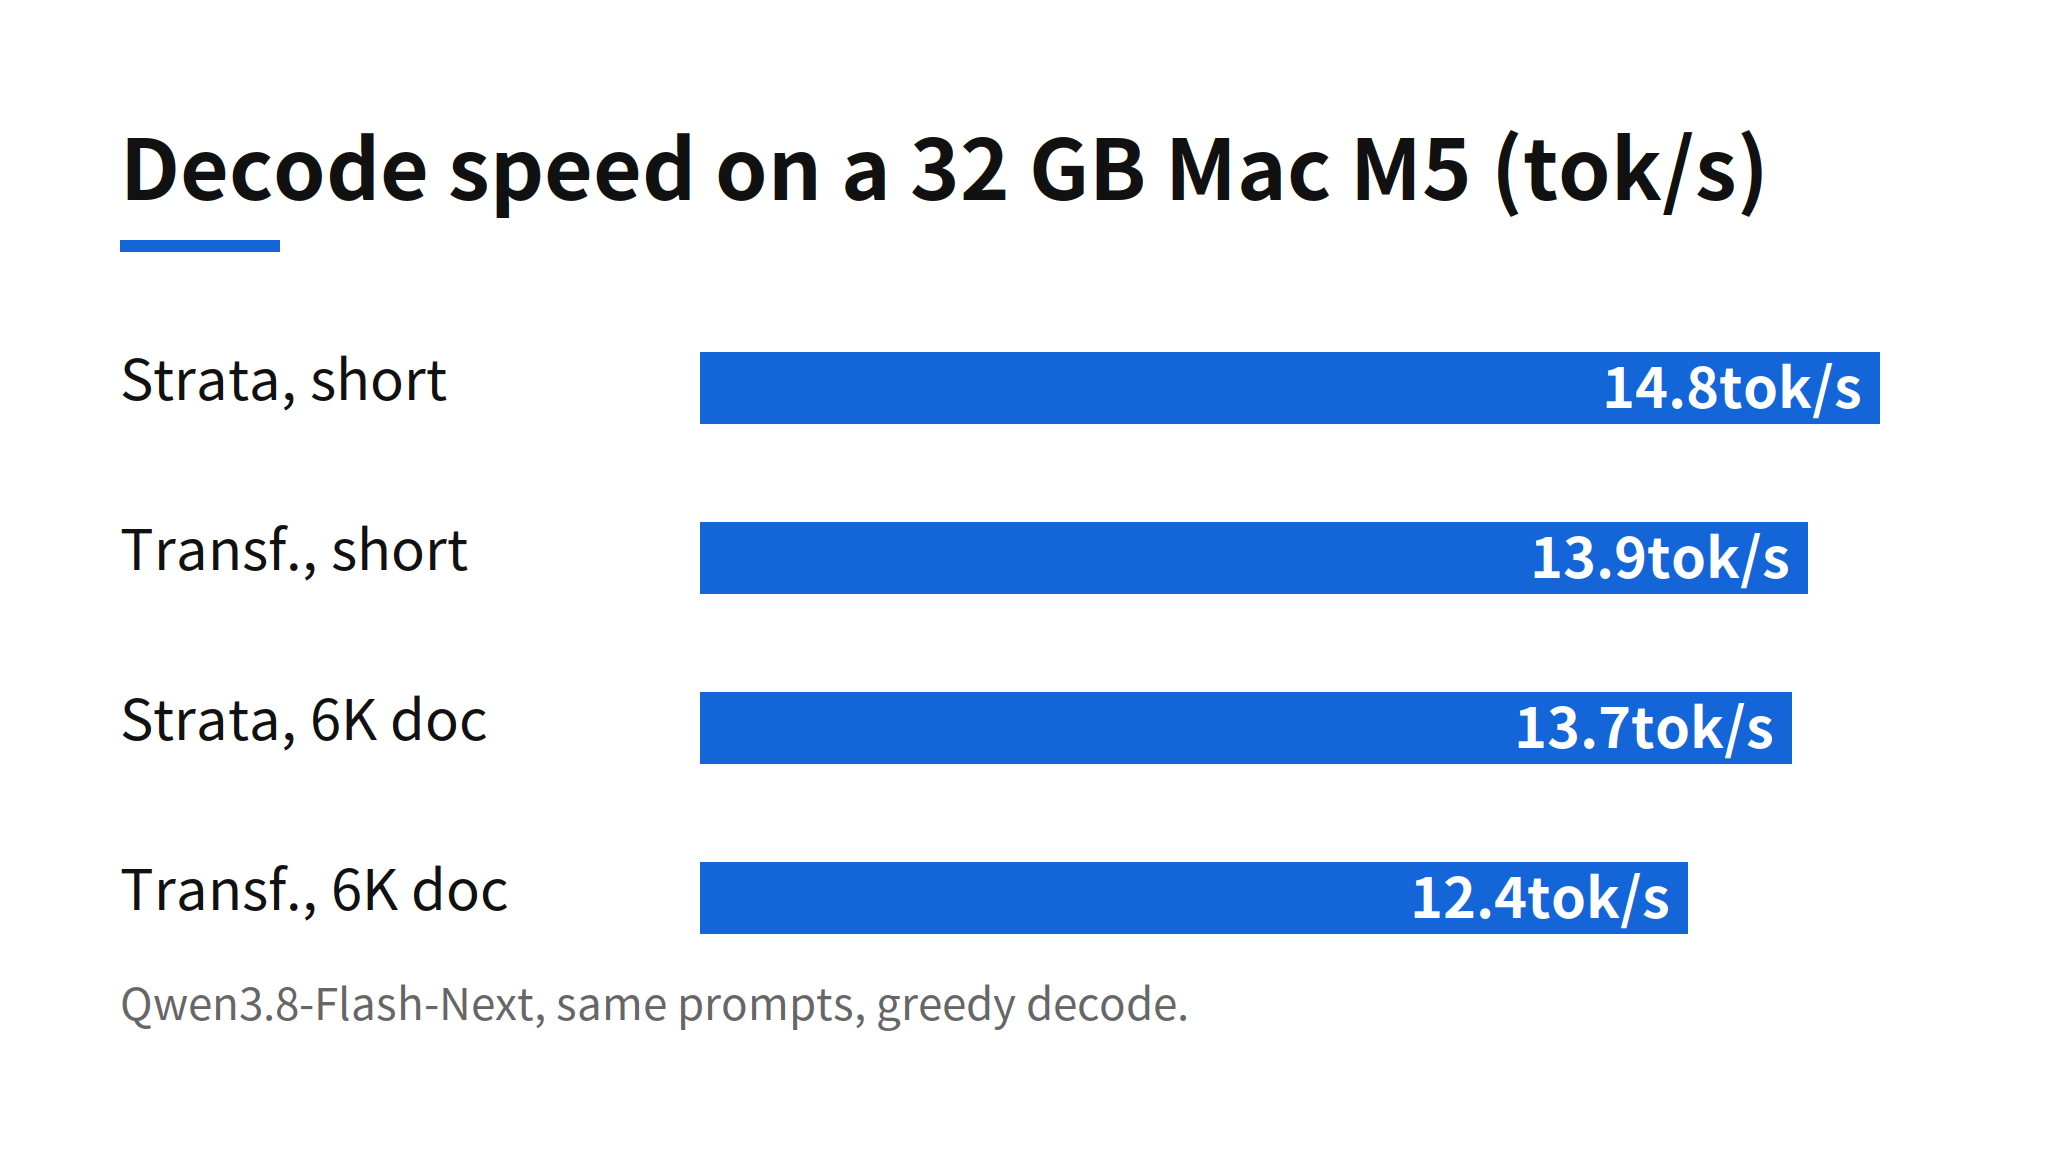 Decode speed on a 32 GB Mac M5 (tok/s)
Strata, short
14.8tok/s
Transf., short
13.9tok/s
Strata, 6K doc
13.7tok/s
Transf., 6K doc
12.4tok/s
Qwen3.8-Flash-Next, same prompts, greedy decode.